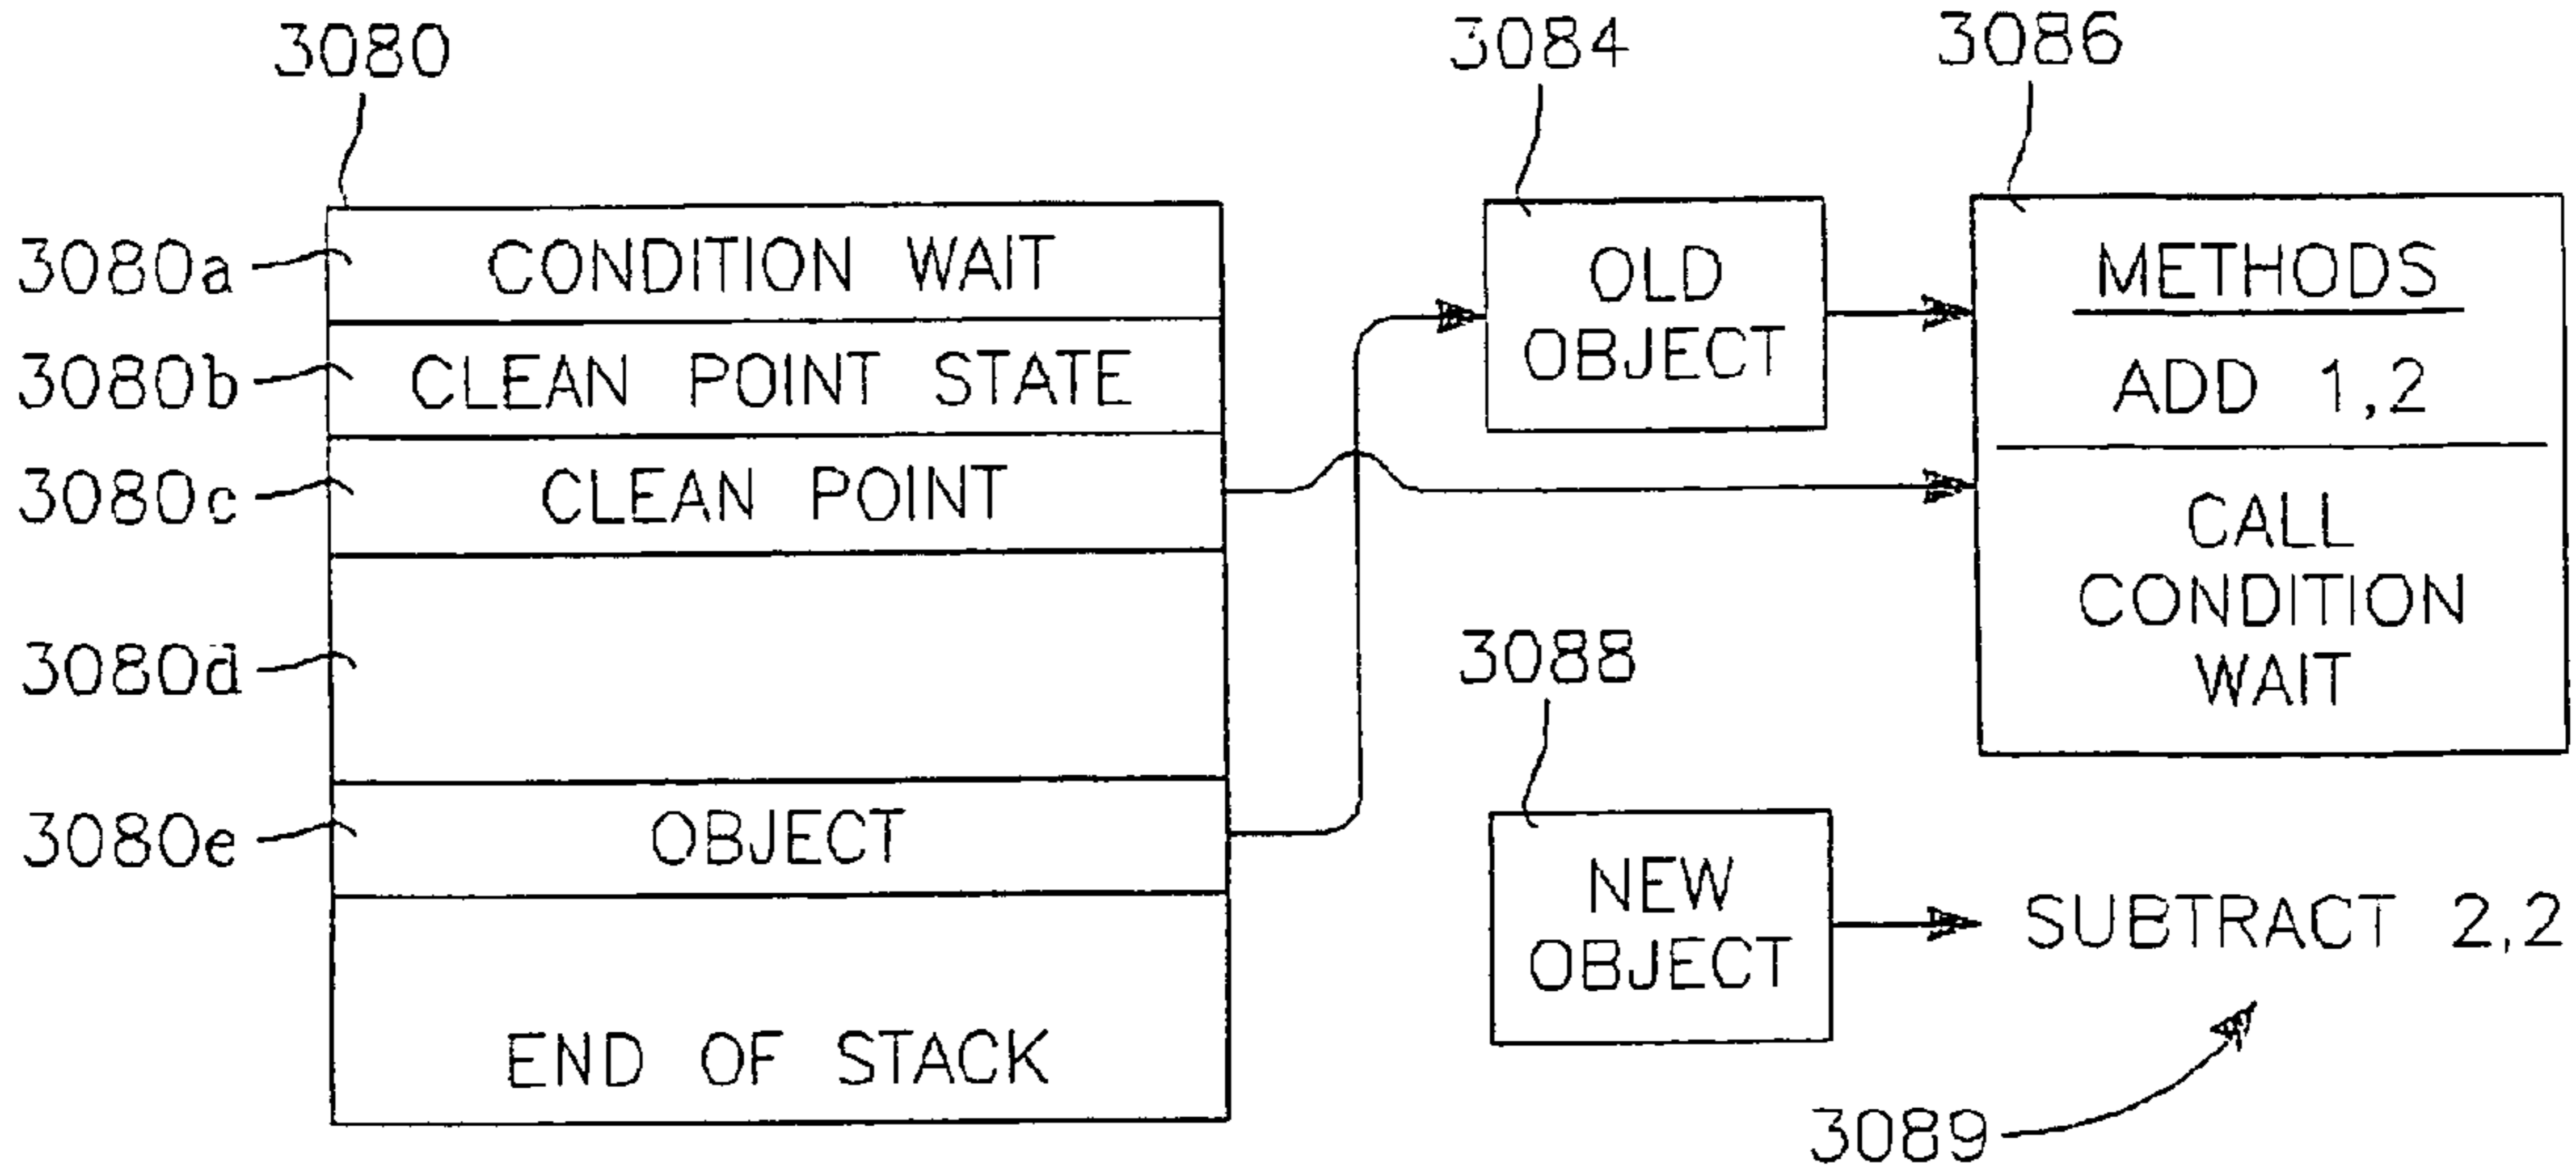 3080
3084
3086
3080a
CONDITION WAIT
3080b
CLEAN POINT STATE
3080c
CLEAN POINT
3080d
3080e
OBJECT
END OF STACK
OLD
OBJECT
METHODS
ADD 1,2
CALL
CONDITION
WAIT
3088
NEW
OBJECT
SUBTRACT 2,2
3089